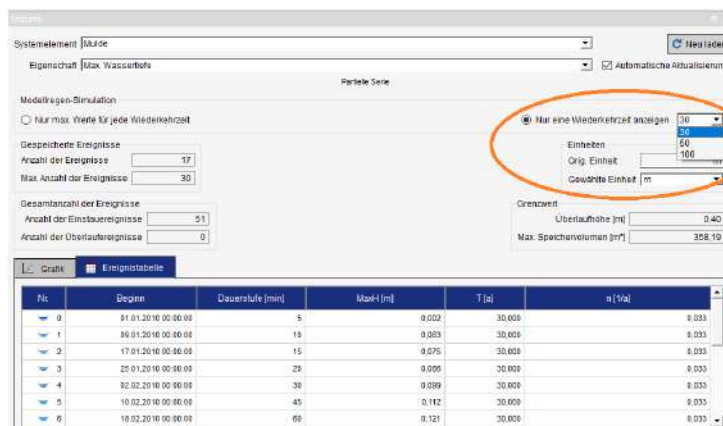 Systemelement Mulde Neu laden
Eigenschaft Max. Wassertiefe Automatische Aktualisierun
Partielle Serie
Modellregen-Simulation
Nur max. Werte für jede Wiederkehrzeit Nur eine Wiederkehrzeit anzeigen 30
30
50
100
Gespeicherte Ereignisse Einheiten
Anzahl der Ereignisse 17 Orig. Einheit m
Max Anzahl der Ereignisse 30 Gewählte Einheit m
Gesamtanzahl der Ereignisse Grenzwert
Anzahl der Einstauereignisse 51 Überlaufhöhe [m] 0,40
Anzahl der Überlaufereignisse 0 Max. Speichervolumen [m³] 358,19
Grafik Ereignistabelle
Nr. Beginn Dauerstufe [min] MaxH [m] T [a] n [1/a]
0 01.01.2010 00:00:00 5 0,002 30,000 0,033
1 09.01.2010 00:00:00 10 0,063 30,000 0,033
2 17.01.2010 00:00:00 15 0,075 30,000 0,033
3 25.01.2010 00:00:00 20 30,000 0,033
4 02.02.2010 00:00:00 30 0,099 30,000 0,033
5 10.02.2010 00:00:00 45 0,112 30,000 0,033
6 18.02.2010 00:00:00 60 0,121 30,000 0,033